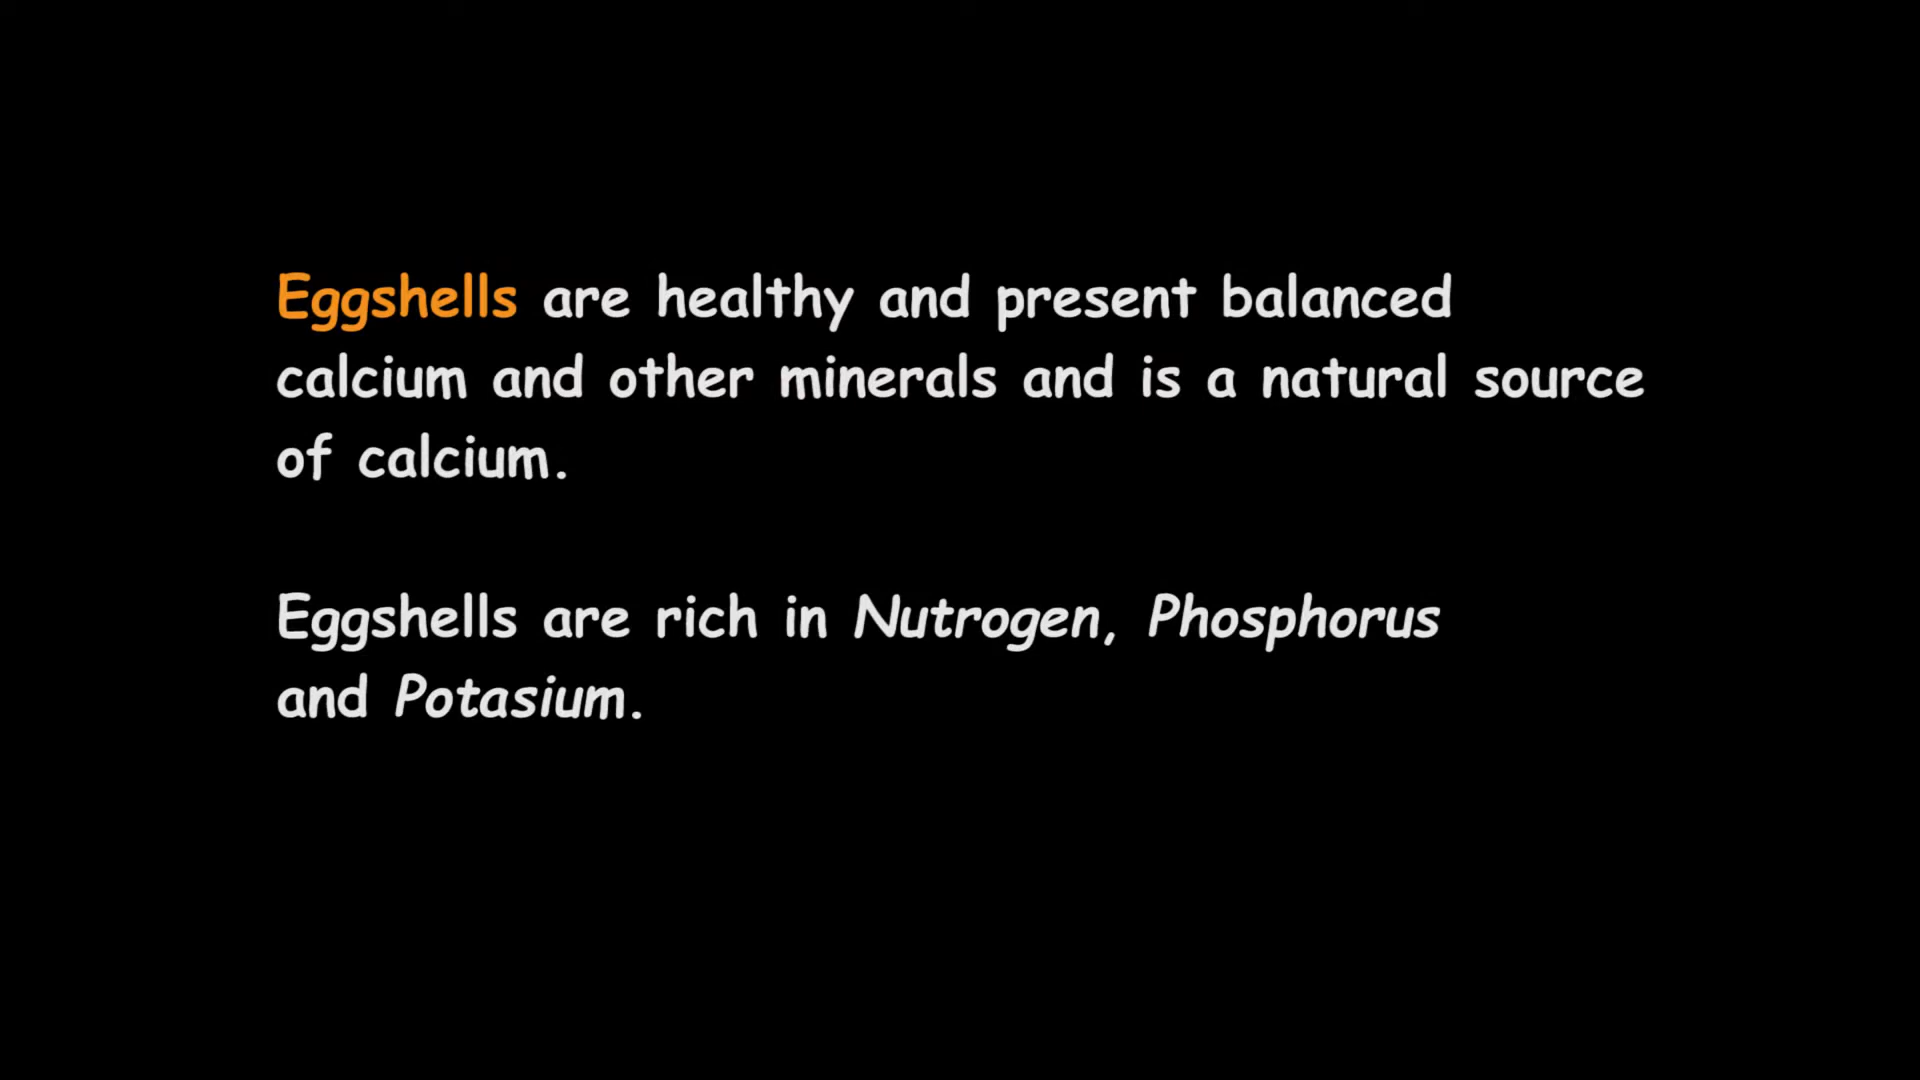 Eggshells are healthy and present balanced
calcium and other minerals and is a natural source
of calcium.
Eggshells are rich in Nutrogen, Phosphorus
and Potasium.